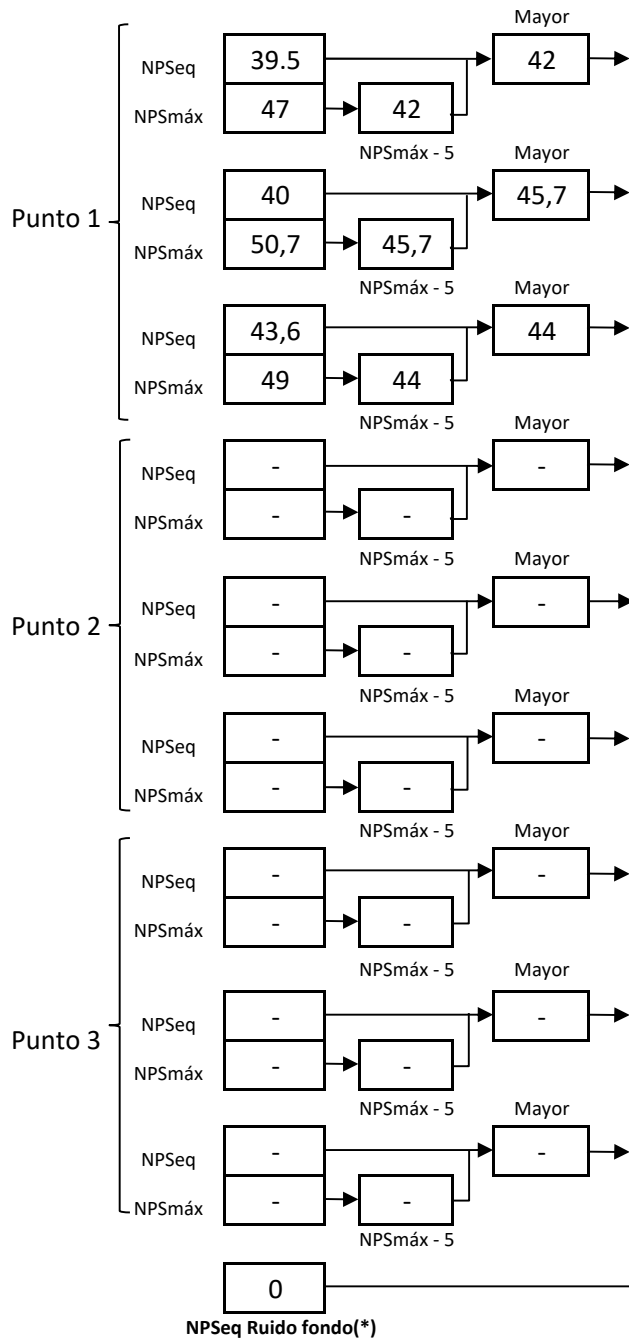 Mayor
NPSeq 39.5 42
NPSmáx 47 42
NPSmáx - 5 Mayor
Punto 1
NPSeq 40 45,7
NPSmáx 50,7 45,7
NPSmáx - 5 Mayor
NPSeq 43,6 44
NPSmáx 49 44
NPSmáx - 5 Mayor
NPSeq - -
NPSmáx - -
NPSmáx - 5 Mayor
Punto 2
NPSeq - -
NPSmáx - -
NPSmáx - 5 Mayor
NPSeq - -
NPSmáx - -
NPSmáx - 5 Mayor
NPSeq - -
NPSmáx - -
NPSmáx - 5 Mayor
Punto 3
NPSeq - -
NPSmáx - -
NPSmáx - 5 Mayor
NPSeq - -
NPSmáx - -
NPSmáx - 5
0
NPSeq Ruido fondo(*)